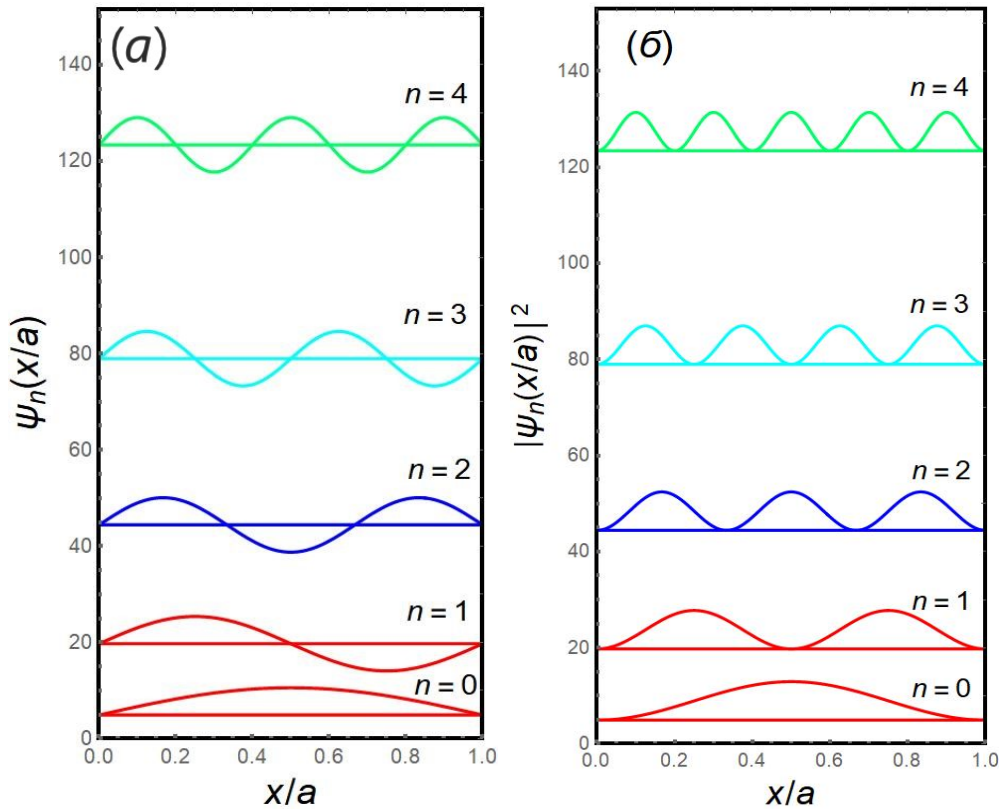 (a)
n = 4
n = 3
n = 2
n = 1
n = 0
140
120
100
80
60
40
20
0
0.0 0.2 0.4 0.6 0.8 1.0
x/a
ψn(x/a)
(б)
n = 4
n = 3
n = 2
n = 1
n = 0
140
120
100
80
60
40
20
0
0.0 0.2 0.4 0.6 0.8 1.0
x/a
|ψn(x/a)|²